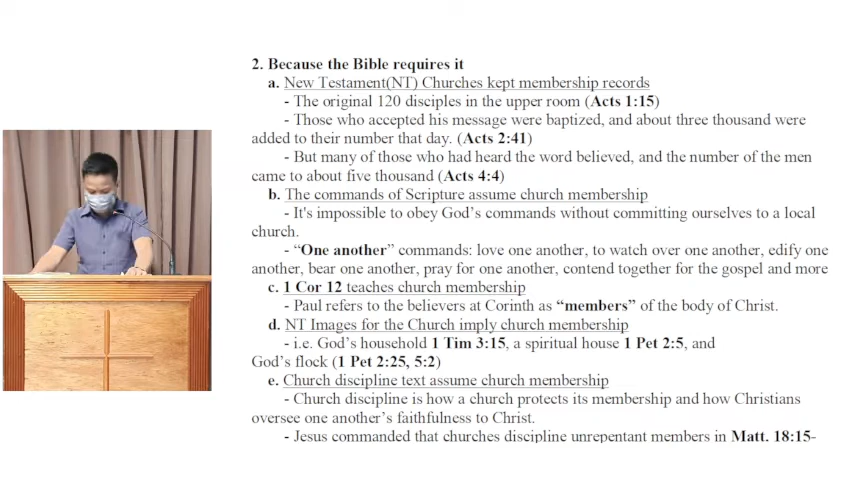 2. Because the Bible requires it
a. New Testament(NT) Churches kept membership records
- The original 120 disciples in the upper room (Acts 1:15)
- Those who accepted his message were baptized, and about three thousand were
added to their number that day. (Acts 2:41)
- But many of those who had heard the word believed, and the number of the men
came to about five thousand (Acts 4:4)
b. The commands of Scripture assume church membership
- It's impossible to obey God's commands without committing ourselves to a local
church.
- “One another” commands: love one another, to watch over one another, edify one
another, bear one another, pray for one another, contend together for the gospel and more
c. 1 Cor 12 teaches church membership
- Paul refers to the believers at Corinth as “members” of the body of Christ.
d. NT Images for the Church imply church membership
- i.e. God's household 1 Tim 3:15, a spiritual house 1 Pet 2:5, and
God's flock (1 Pet 2:25, 5:2)
e. Church discipline text assume church membership
- Church discipline is how a church protects its membership and how Christians
oversee one another's faithfulness to Christ.
- Jesus commanded that churches discipline unrepentant members in Matt. 18:15-